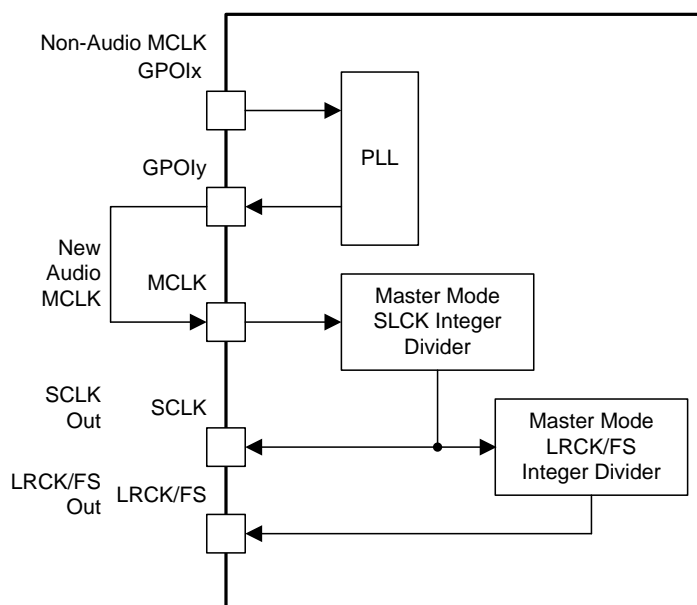 Non-Audio MCLK
GPOIx
PLL
GPOIy
New
Audio
MCLK
MCLK
Master Mode
SLCK Integer
Divider
SCLK
Out
SCLK
Master Mode
LRCK/FS
Integer Divider
LRCK/FS
Out
LRCK/FS